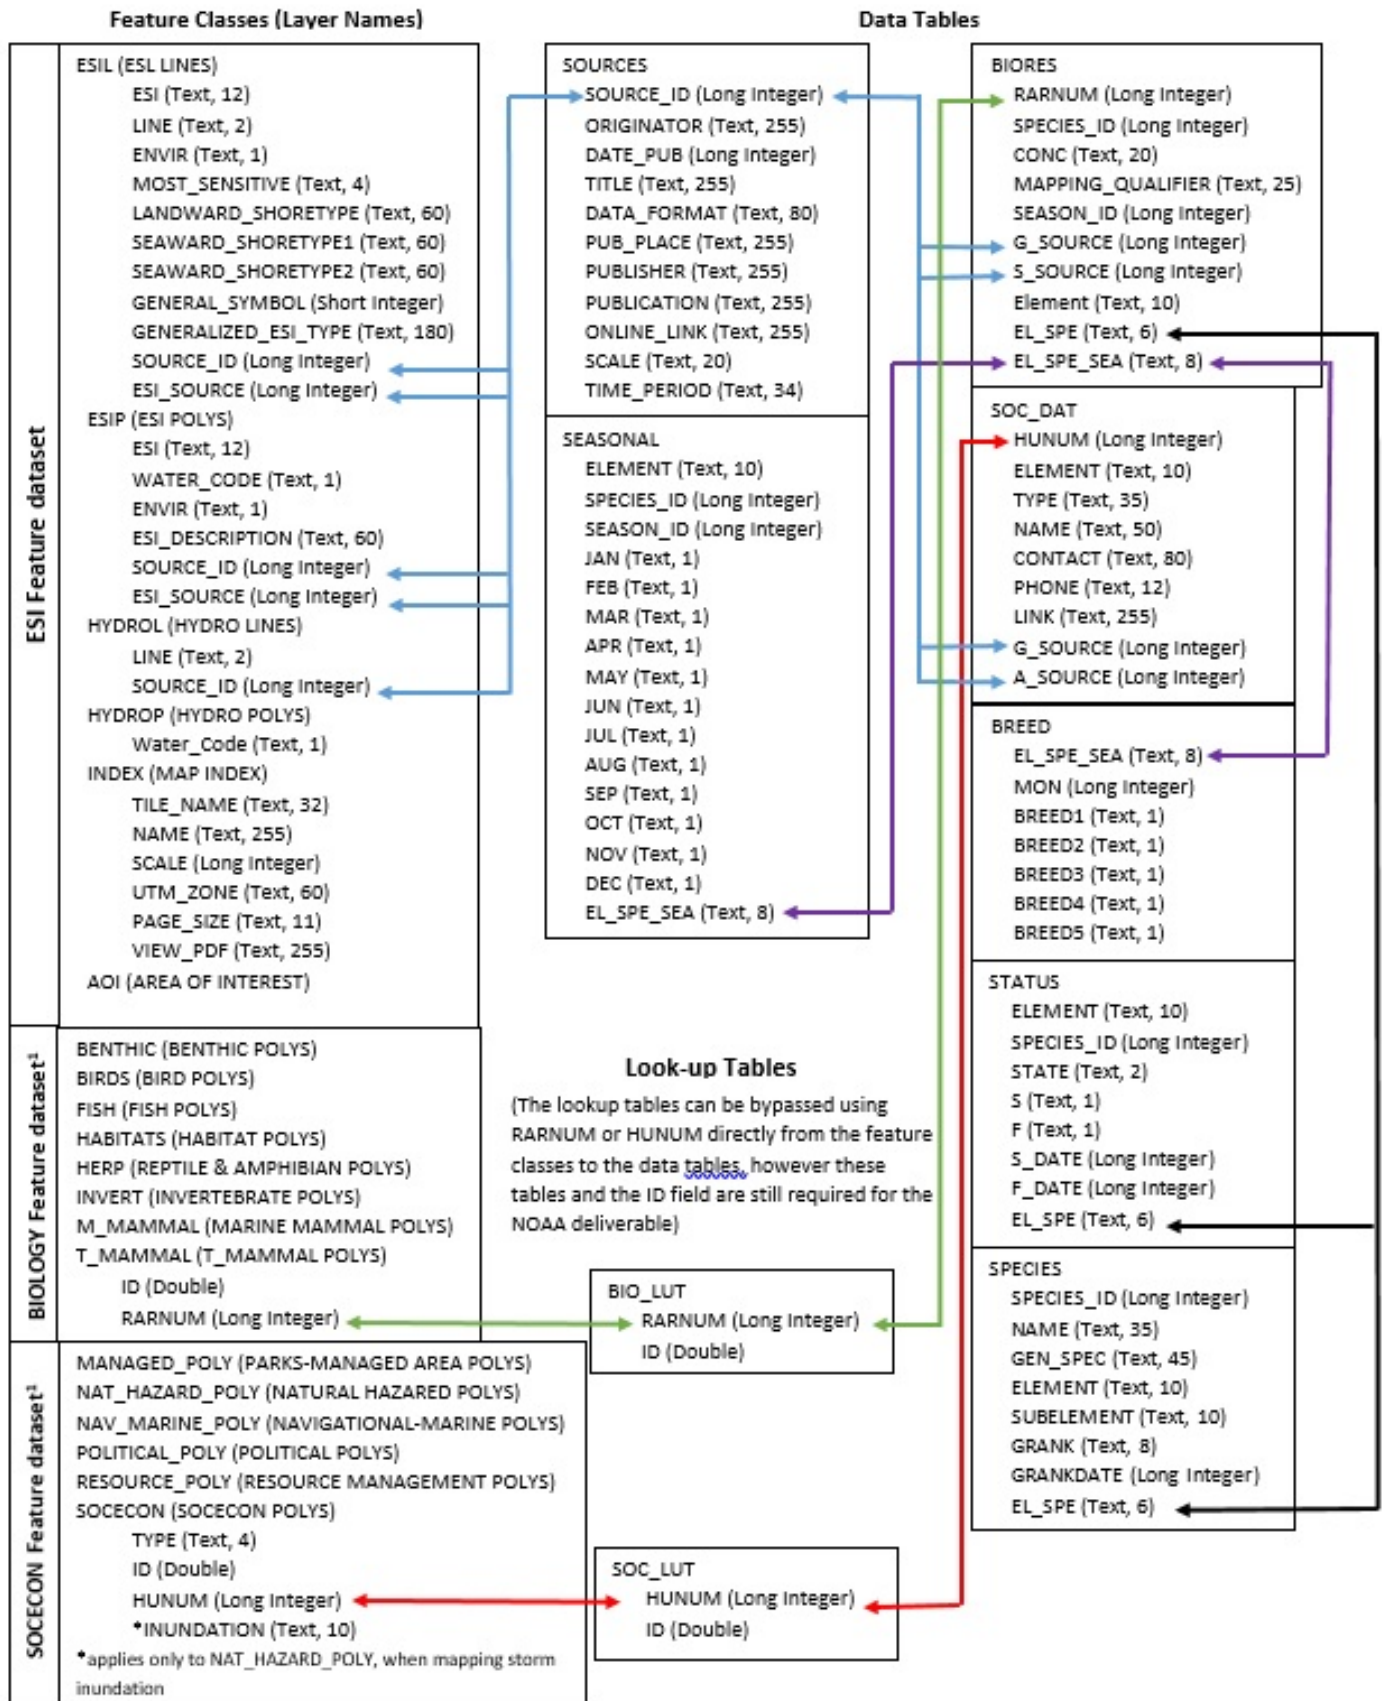 Feature Classes (Layer Names)
Data Tables
ESI Feature dataset
ESIL (ESL LINES)
ESI (Text, 12)
LINE (Text, 2)
ENVIR (Text, 1)
MOST_SENSITIVE (Text, 4)
LANDWARD_SHORETYPE (Text, 60)
SEAWARD_SHORETYPE1 (Text, 60)
SEAWARD_SHORETYPE2 (Text, 60)
GENERAL_SYMBOL (Short Integer)
GENERALIZED_ESI_TYPE (Text, 180)
SOURCE_ID (Long Integer)
ESI_SOURCE (Long Integer)
ESIP (ESI POLYS)
ESI (Text, 12)
WATER_CODE (Text, 1)
ENVIR (Text, 1)
ESI_DESCRIPTION (Text, 60)
SOURCE_ID (Long Integer)
ESI_SOURCE (Long Integer)
HYDROL (HYDRO LINES)
LINE (Text, 2)
SOURCE_ID (Long Integer)
HYDROP (HYDRO POLYS)
Water_Code (Text, 1)
INDEX (MAP INDEX)
TILE_NAME (Text, 32)
NAME (Text, 255)
SCALE (Long Integer)
UTM_ZONE (Text, 60)
PAGE_SIZE (Text, 11)
VIEW_PDF (Text, 255)
AOI (AREA OF INTEREST)
BIOLOGY Feature dataset¹
BENTHIC (BENTHIC POLYS)
BIRDS (BIRD POLYS)
FISH (FISH POLYS)
HABITATS (HABITAT POLYS)
HERP (REPTILE & AMPHIBIAN POLYS)
INVERT (INVERTEBRATE POLYS)
M_MAMMAL (MARINE MAMMAL POLYS)
T_MAMMAL (T_MAMMAL POLYS)
ID (Double)
RARNUM (Long Integer)
SOCECON Feature dataset¹
MANAGED_POLY (PARKS-MANAGED AREA POLYS)
NAT_HAZARD_POLY (NATURAL HAZARED POLYS)
NAV_MARINE_POLY (NAVIGATIONAL-MARINE POLYS)
POLITICAL_POLY (POLITICAL POLYS)
RESOURCE_POLY (RESOURCE MANAGEMENT POLYS)
SOCECON (SOCECON POLYS)
TYPE (Text, 4)
ID (Double)
HUNUM (Long Integer)
*INUNDATION (Text, 10)
*applies only to NAT_HAZARD_POLY, when mapping storm
inundation
SOURCES
SOURCE_ID (Long Integer)
ORIGINATOR (Text, 255)
DATE_PUB (Long Integer)
TITLE (Text, 255)
DATA_FORMAT (Text, 80)
PUB_PLACE (Text, 255)
PUBLISHER (Text, 255)
PUBLICATION (Text, 255)
ONLINE_LINK (Text, 255)
SCALE (Text, 20)
TIME_PERIOD (Text, 34)
SEASONAL
ELEMENT (Text, 10)
SPECIES_ID (Long Integer)
SEASON_ID (Long Integer)
JAN (Text, 1)
FEB (Text, 1)
MAR (Text, 1)
APR (Text, 1)
MAY (Text, 1)
JUN (Text, 1)
JUL (Text, 1)
AUG (Text, 1)
SEP (Text, 1)
OCT (Text, 1)
NOV (Text, 1)
DEC (Text, 1)
EL_SPE_SEA (Text, 8)
Look-up Tables
(The lookup tables can be bypassed using
RARNUM or HUNUM directly from the feature
classes to the data tables, however these
tables and the ID field are still required for the
NOAA deliverable)
BIO_LUT
RARNUM (Long Integer)
ID (Double)
SOC_LUT
HUNUM (Long Integer)
ID (Double)
BIORES
RARNUM (Long Integer)
SPECIES_ID (Long Integer)
CONC (Text, 20)
MAPPING_QUALIFIER (Text, 25)
SEASON_ID (Long Integer)
G_SOURCE (Long Integer)
S_SOURCE (Long Integer)
Element (Text, 10)
EL_SPE (Text, 6)
EL_SPE_SEA (Text, 8)
SOC_DAT
HUNUM (Long Integer)
ELEMENT (Text, 10)
TYPE (Text, 35)
NAME (Text, 50)
CONTACT (Text, 80)
PHONE (Text, 12)
LINK (Text, 255)
G_SOURCE (Long Integer)
A_SOURCE (Long Integer)
BREED
EL_SPE_SEA (Text, 8)
MON (Long Integer)
BREED1 (Text, 1)
BREED2 (Text, 1)
BREED3 (Text, 1)
BREED4 (Text, 1)
BREED5 (Text, 1)
STATUS
ELEMENT (Text, 10)
SPECIES_ID (Long Integer)
STATE (Text, 2)
S (Text, 1)
F (Text, 1)
S_DATE (Long Integer)
F_DATE (Long Integer)
EL_SPE (Text, 6)
SPECIES
SPECIES_ID (Long Integer)
NAME (Text, 35)
GEN_SPEC (Text, 45)
ELEMENT (Text, 10)
SUBELEMENT (Text, 10)
GRANK (Text, 8)
GRANKDATE (Long Integer)
EL_SPE (Text, 6)